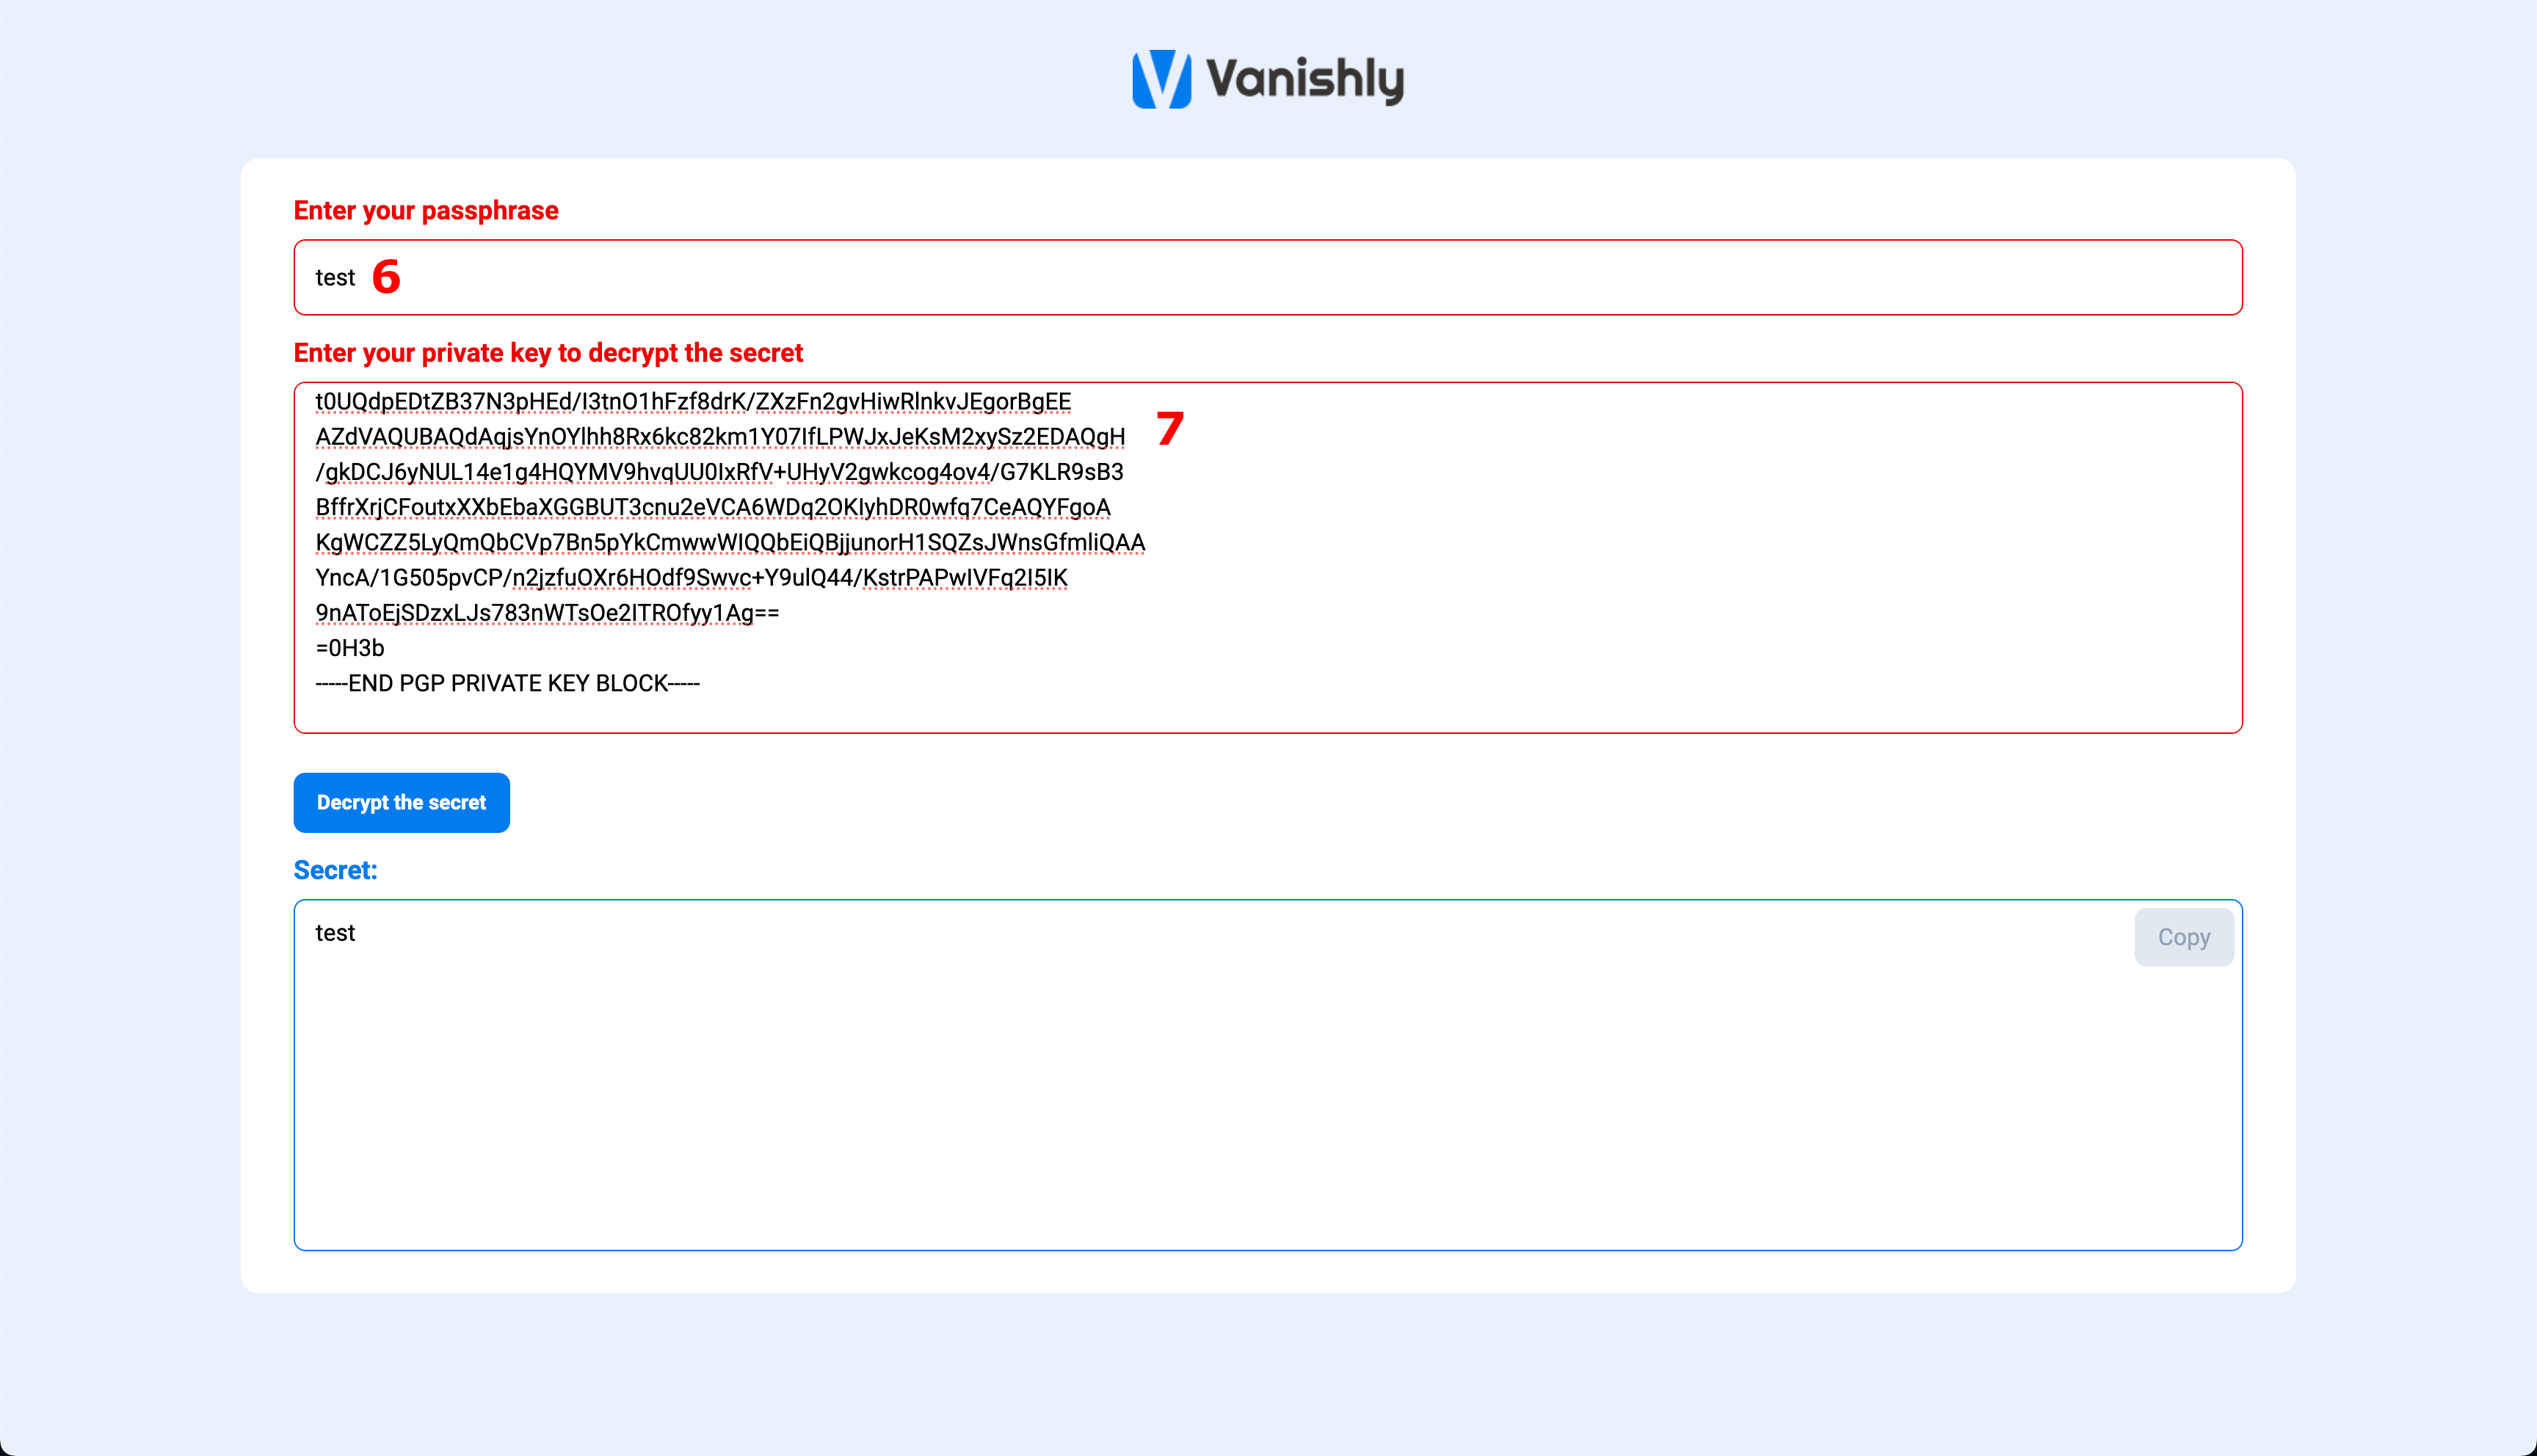 Vanishly
Enter your passphrase
test 6
Enter your private key to decrypt the secret
t0UQdpEDtZB37N3pHEd/I3tnO1hFzf8drK/ZXzFn2gvHiwRlnkvJEgorBgEE
AZdVAQUBAQdAqjsYnOYlhh8Rx6kc82km1Y07IfLPWJxJeKsM2xySz2EDAQgH 7
/gkDCJ6yNUL14e1g4HQYMV9hvqUU0IxRfV+UHyV2gwkcog4ov4/G7KLR9sB3
BffrXrjCFoutxXXbEbaXGGBUT3cnu2eVCA6WDq2OKIyhDR0wfq7CeAQYFgoA
KgWCZZ5LyQmQbCVp7Bn5pYkCmwwWIQQbEiQBjjunorH1SQZsJWnsGfmliQAA
YncA/1G505pvCP/n2jzfuOXr6HOdf9Swvc+Y9ulQ44/KstrPAPwIVFq2I5IK
9nAToEjSDzxLJs783nWTsOe2ITROfyy1Ag==
=0H3b
-----END PGP PRIVATE KEY BLOCK-----
Decrypt the secret
Secret:
test
Copy